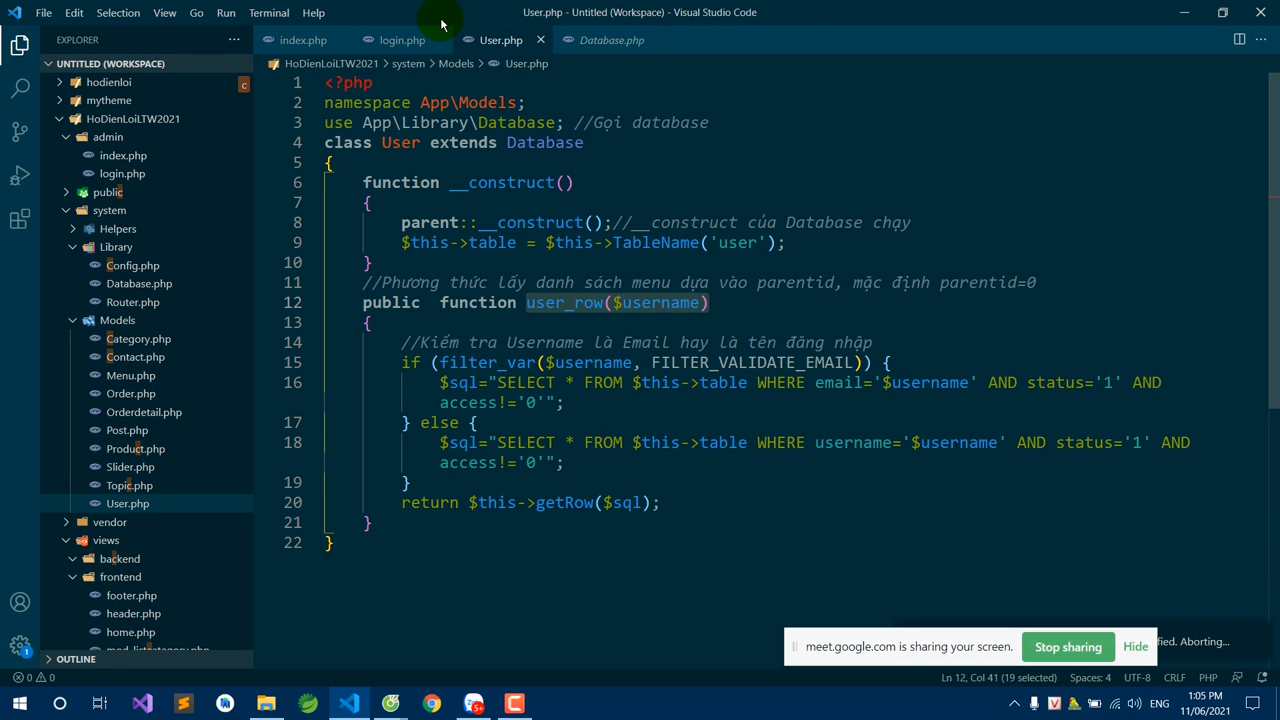 File Edit Selection View Go Run Terminal Help
User.php - Untitled (Workspace) - Visual Studio Code
EXPLORER
index.php login.php User.php Database.php
UNTITLED (WORKSPACE)
HoDienLoiLTW2021 > system > Models > User.php
hodienloi
c
mytheme
HoDienLoiLTW2021
admin
index.php
login.php
public
system
Helpers
Library
Config.php
Database.php
Router.php
Models
Category.php
Contact.php
Menu.php
Order.php
Orderdetail.php
Post.php
Product.php
Slider.php
Topic.php
User.php
vendor
views
backend
frontend
footer.php
header.php
home.php
mod_listcategory.php
OUTLINE
1 <?php
2 namespace App\Models;
3 use App\Library\Database; //Gọi database
4 class User extends Database
5 {
6 function __construct()
7 {
8 parent::__construct();//__construct của Database chạy
9 $this->table = $this->TableName('user');
10 }
11 //Phương thức lấy danh sách menu dựa vào parentid, mặc định parentid=0
12 public  function user_row($username)
13 {
14 //Kiểm tra Username là Email hay là tên đăng nhập
15 if (filter_var($username, FILTER_VALIDATE_EMAIL)) {
16 $sql="SELECT * FROM $this->table WHERE email='$username' AND status='1' AND
access!='0'";
17 } else {
18 $sql="SELECT * FROM $this->table WHERE username='$username' AND status='1' AND
access!='0'";
19 }
20 return $this->getRow($sql);
21 }
22 }
meet.google.com is sharing your screen. Stop sharing Hide
fied. Aborting...
0 0
Ln 12, Col 41 (19 selected) Spaces: 4 UTF-8 CRLF PHP
1
5+
1:05 PM
11/06/2021